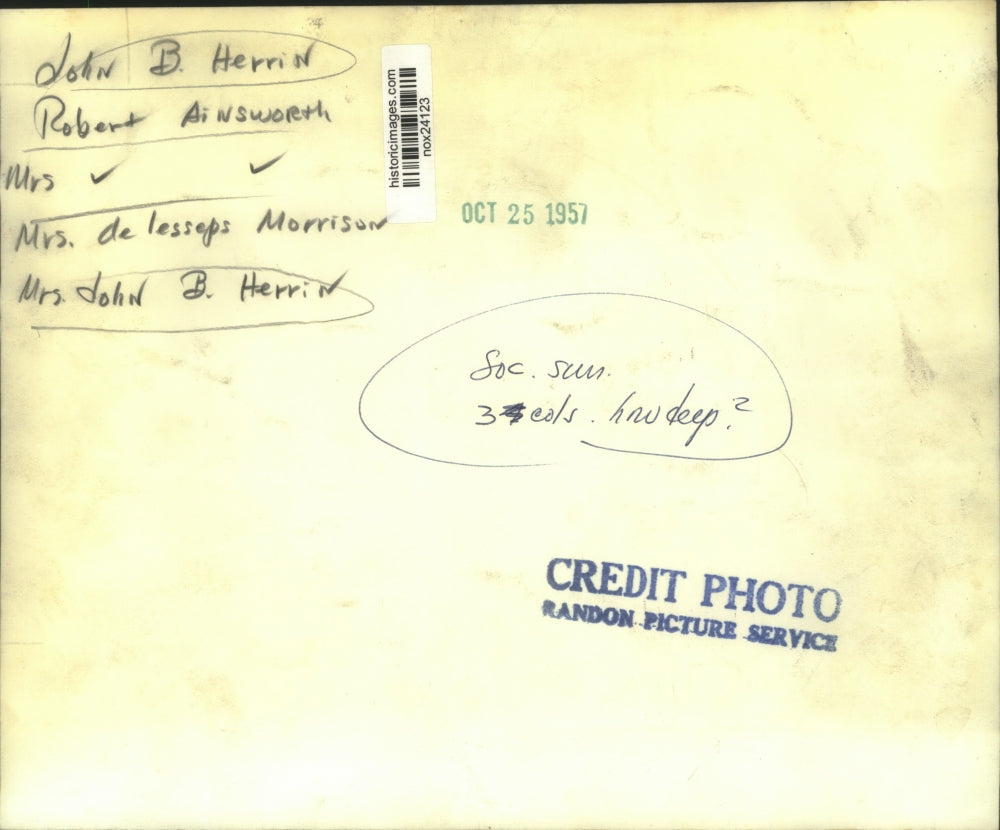 John B. Herrin
Robert Ainsworth
Mrs ✓ ✓
Mrs. de lesseps Morrison
Mrs. John B. Herrin
historicimages.com
nox24123
OCT 25 1957
Soc. sun.
3 cols. how deep?
CREDIT PHOTO
RANDON PICTURE SERVICE